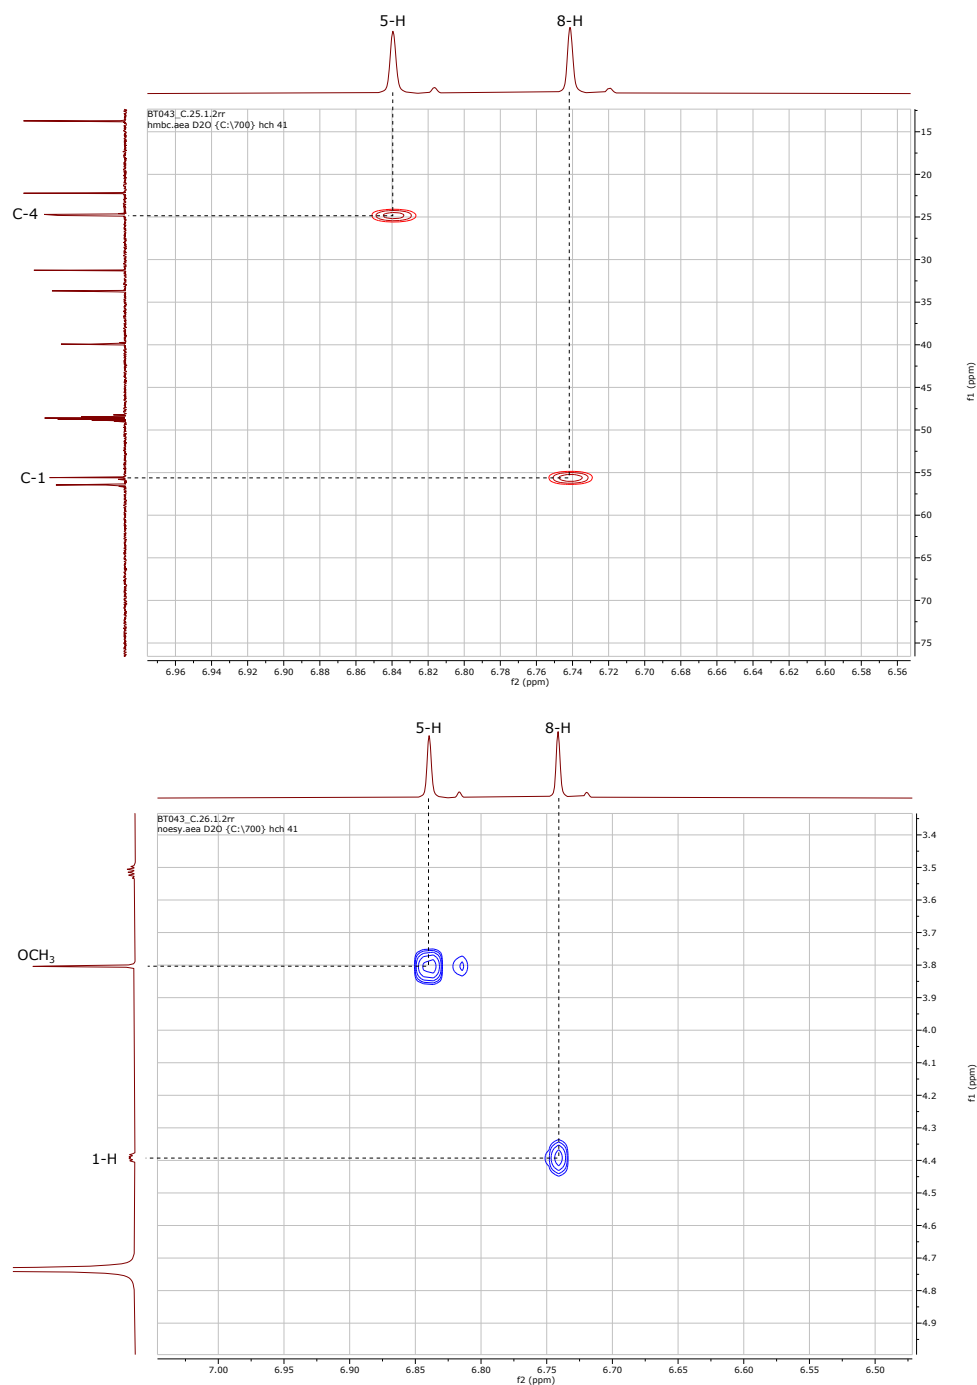 5-H 8-H
BT043_C.25.1.2rr
hmbc.aea D2O {C:\700} hch 41
C-4
C-1
15
20
25
30
35
40
45
50
55
60
65
70
75
f1 (ppm)
6.96 6.94 6.92 6.90 6.88 6.86 6.84 6.82 6.80 6.78 6.76 6.74 6.72 6.70 6.68 6.66 6.64 6.62 6.60 6.58 6.56
f2 (ppm)
5-H 8-H
BT043_C.26.1.2rr
noesy.aea D2O {C:\700} hch 41
OCH₃
1-H
3.4
3.5
3.6
3.7
3.8
3.9
4.0
4.1
4.2
4.3
4.4
4.5
4.6
4.7
4.8
4.9
f1 (ppm)
7.00 6.95 6.90 6.85 6.80 6.75 6.70 6.65 6.60 6.55 6.50
f2 (ppm)